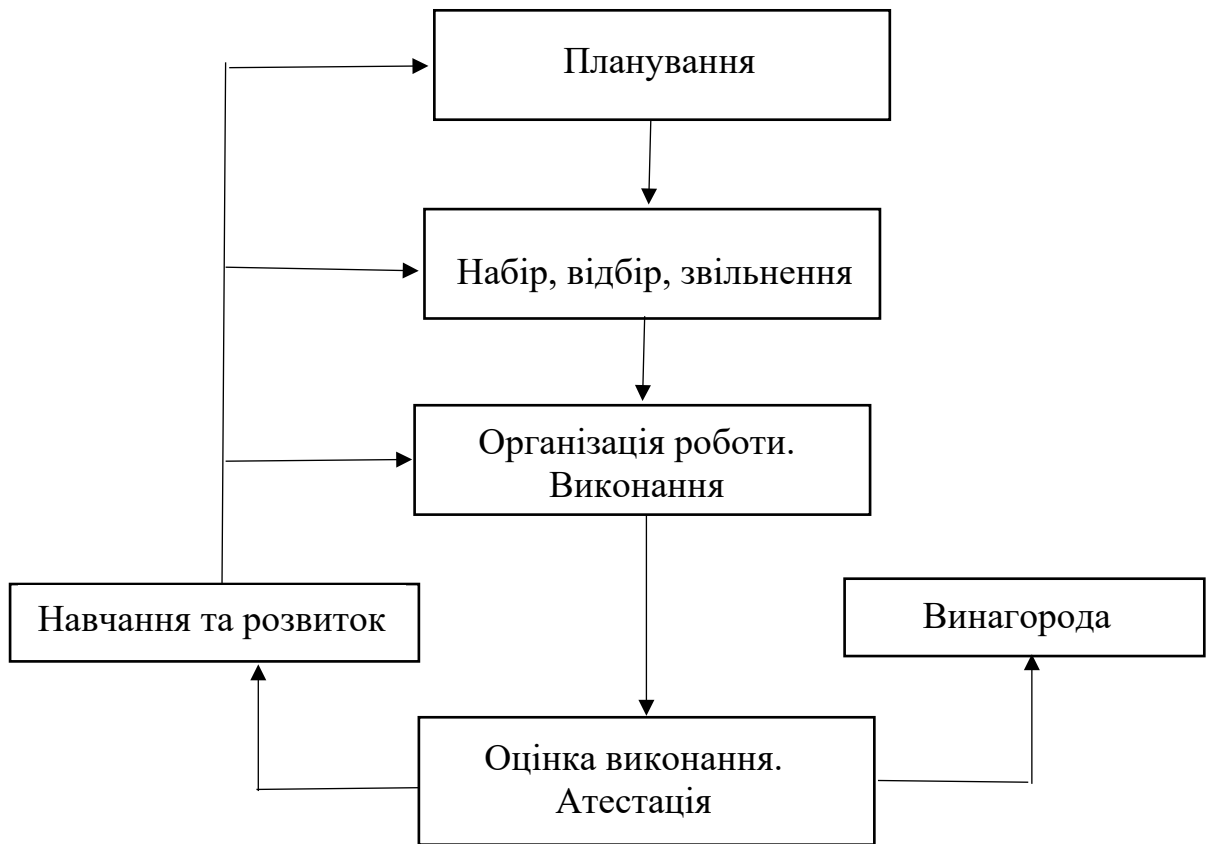 Планування
Набір, відбір, звільнення
Організація роботи.
Виконання
Навчання та розвиток
Винагорода
Оцінка виконання.
Атестація